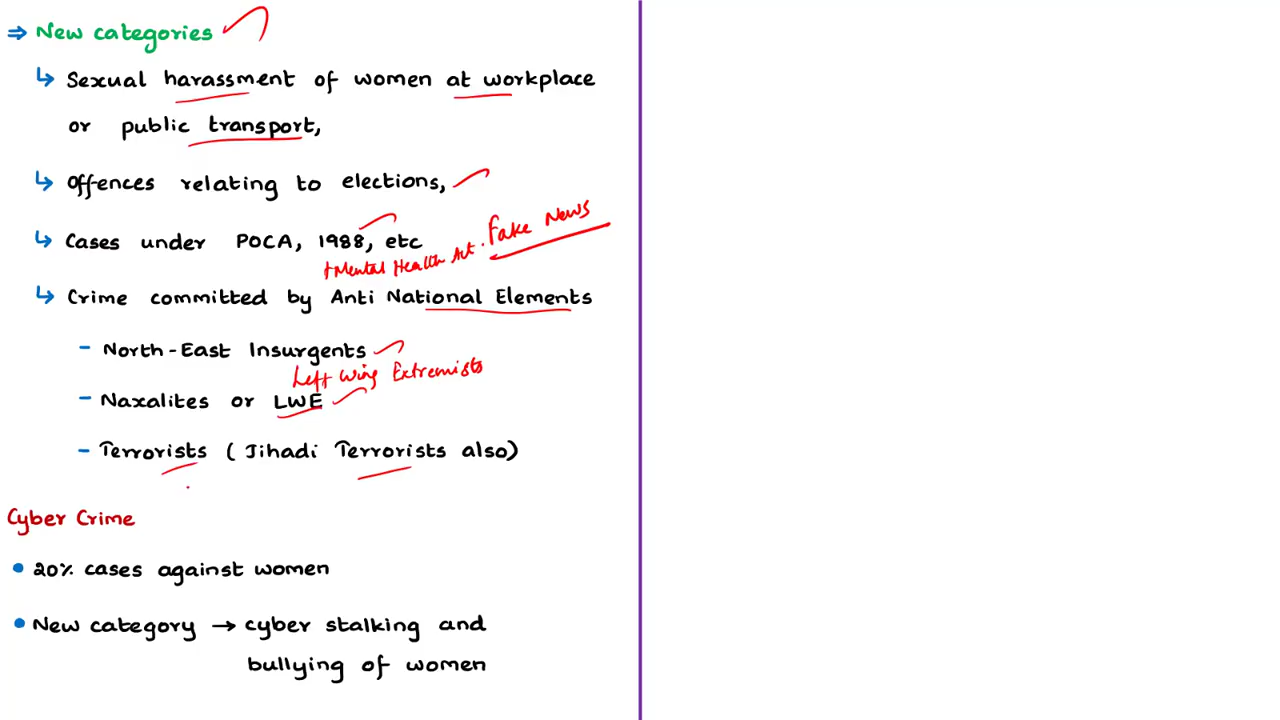 ⇒ New categories
↳ Sexual harassment of women at workplace
or public transport,
↳ Offences relating to elections,
↳ Cases under POCA, 1988, etc
+Mental Health Act. Fake News
↳ Crime committed by Anti National Elements
- North-East Insurgents
Left Wing Extremists
- Naxalites or LWE
- Terrorists (Jihadi Terrorists also)
Cyber Crime
• 20% cases against women
• New category → cyber stalking and
bullying of women